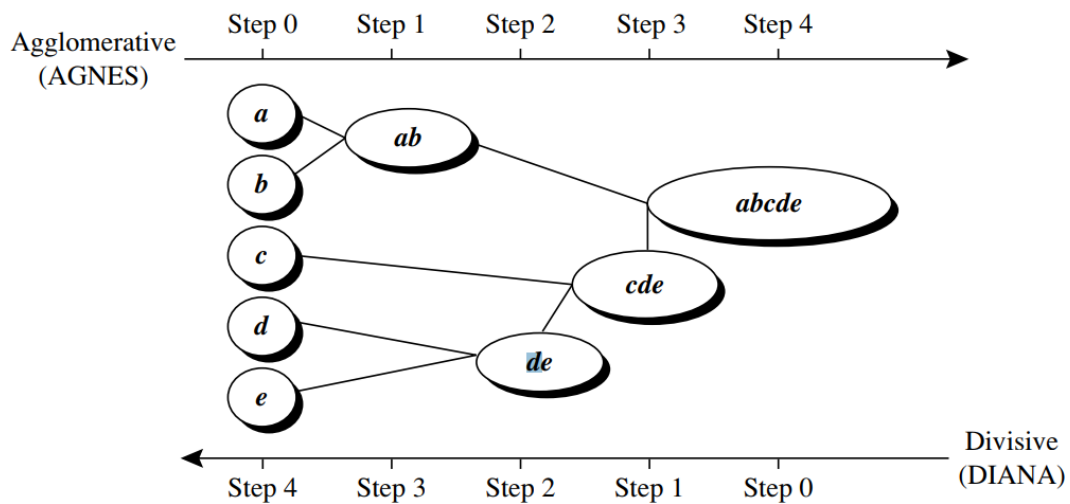 Step 0 Step 1 Step 2 Step 3 Step 4
Agglomerative
(AGNES)
a
ab
b
abcde
c
cde
d
de
e
Divisive
(DIANA)
Step 4 Step 3 Step 2 Step 1 Step 0